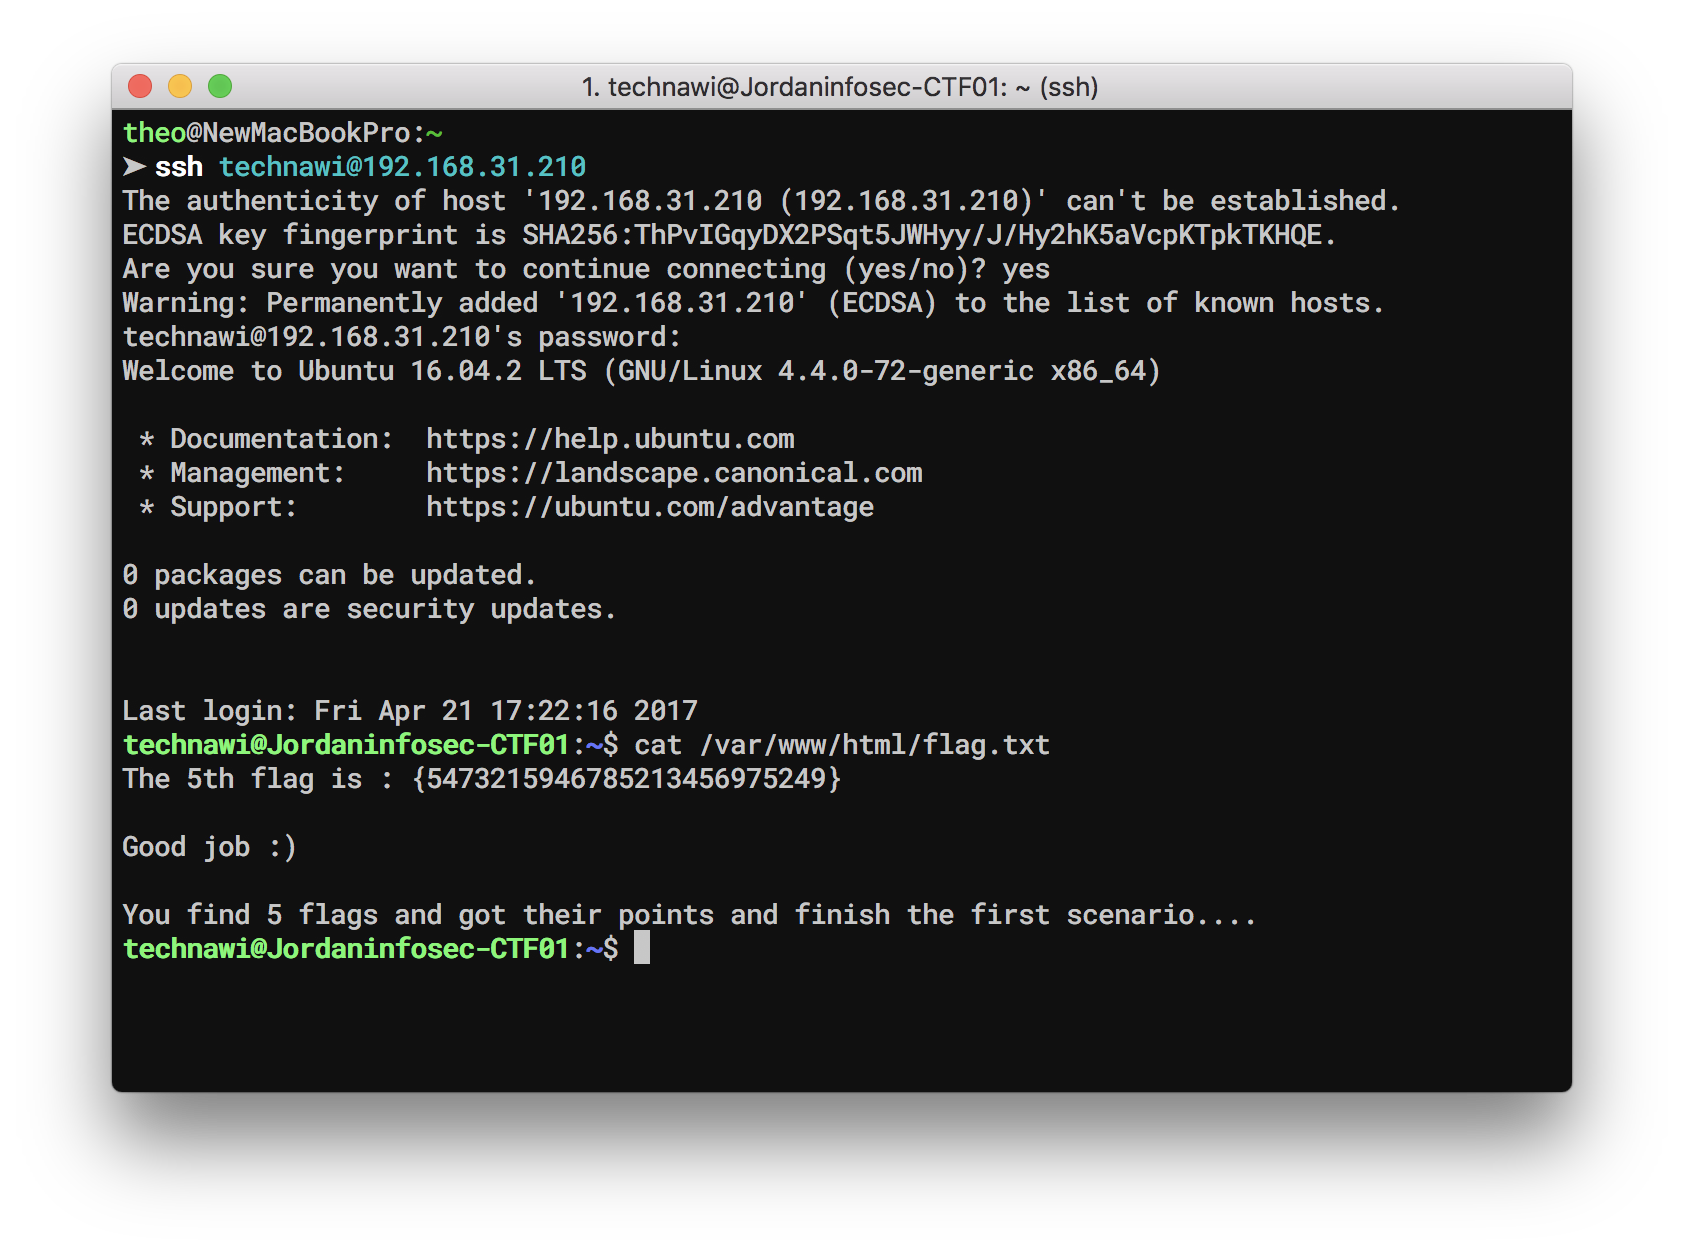 1. technawi@Jordaninfosec-CTF01: ~ (ssh)
theo@NewMacBookPro:~
➤ ssh technawi@192.168.31.210
The authenticity of host '192.168.31.210 (192.168.31.210)' can't be established.
ECDSA key fingerprint is SHA256:ThPvIGqyDX2PSqt5JWHyy/J/Hy2hK5aVcpKTpkTKHQE.
Are you sure you want to continue connecting (yes/no)? yes
Warning: Permanently added '192.168.31.210' (ECDSA) to the list of known hosts.
technawi@192.168.31.210's password:
Welcome to Ubuntu 16.04.2 LTS (GNU/Linux 4.4.0-72-generic x86_64)
* Documentation:  https://help.ubuntu.com
* Management:     https://landscape.canonical.com
* Support:        https://ubuntu.com/advantage
0 packages can be updated.
0 updates are security updates.
Last login: Fri Apr 21 17:22:16 2017
technawi@Jordaninfosec-CTF01:~$ cat /var/www/html/flag.txt
The 5th flag is : {5473215946785213456975249}
Good job :)
You find 5 flags and got their points and finish the first scenario....
technawi@Jordaninfosec-CTF01:~$